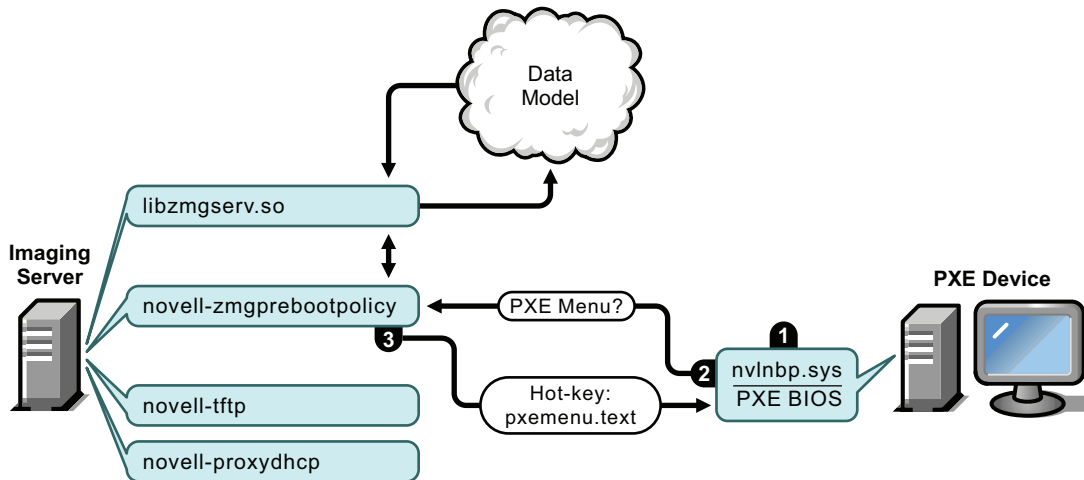 Data
Model
libzmgserv.so
Imaging
Server
PXE Device
novell-zmgprebootpolicy
PXE Menu?
3
1
2
nvlnbp.sys
PXE BIOS
Hot-key:
pxemenu.text
novell-tftp
novell-proxydhcp